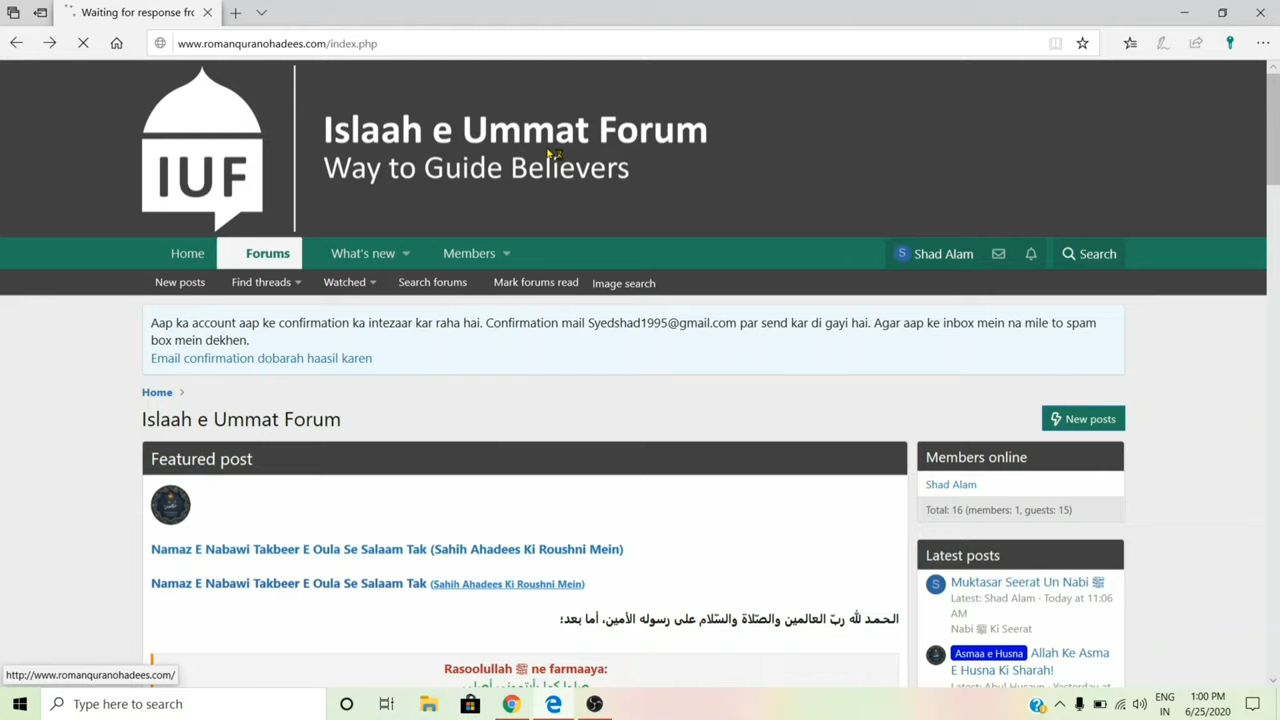 Waiting for response fro
www.romanquranohadees.com/index.php
IUF
Islaah e Ummat Forum
Way to Guide Believers
Home
Forums
What's new
Members
S
Shad Alam
Search
New posts
Find threads
Watched
Search forums
Mark forums read
Image search
Aap ka account aap ke confirmation ka intezaar kar raha hai. Confirmation mail Syedshad1995@gmail.com par send kar di gayi hai. Agar aap ke inbox mein na mile to spam
box mein dekhen.
Email confirmation dobarah haasil karen
Home
Islaah e Ummat Forum
New posts
Featured post
Namaz E Nabawi Takbeer E Oula Se Salaam Tak (Sahih Ahadees Ki Roushni Mein)
Namaz E Nabawi Takbeer E Oula Se Salaam Tak (Sahih Ahadees Ki Roushni Mein)
الحمد لله ربّ العالمين والصّلاة والسّلام على رسوله الأمين، أما بعد؛
Rasoolullah ﷺ ne farmaaya:
Members online
Shad Alam
Total: 16 (members: 1, guests: 15)
Latest posts
S
Muktasar Seerat Un Nabi ﷺ
Latest: Shad Alam · Today at 11:06
AM
Nabi ﷺ Ki Seerat
Asmaa e Husna Allah Ke Asma
E Husna Ki Sharah!
Latest: Abul Husayn · Yesterday at
http://www.romanquranohadees.com/
Type here to search
ENG
IN
1:00 PM
6/25/2020